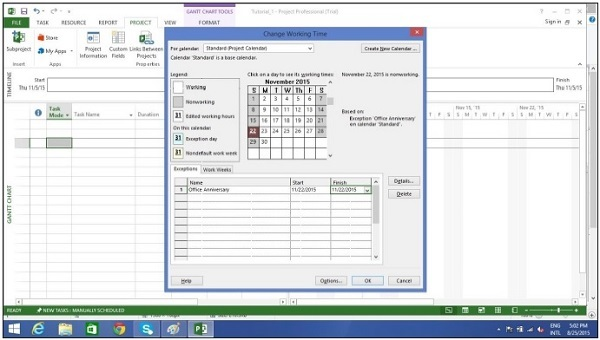 GANTT CHART TOOLS
Tutorial_1 - Project Professional (Trial)
FILE TASK RESOURCE REPORT PROJECT VIEW FORMAT
Sign in
Subproject
Store
My Apps
Project Information
Custom Fields
Links Between Projects
Insert Apps Properties
TIMELINE
Start
Thu 11/5/15
Finish
Thu 11/5/15
Task Mode
Task Name
Duration
Nov 15, '15
Nov 22, '15
GANTT CHART
Change Working Time
For calendar: Standard (Project Calendar)
Create New Calendar ...
Calendar 'Standard' is a base calendar.
Legend:
Working
Nonworking
31 Edited working hours
On this calendar:
31 Exception day
31 Nondefault work week
Click on a day to see its working times:
November 2015
S M T W Th F S
1 2 3 4 5 6 7
8 9 10 11 12 13 14
15 16 17 18 19 20 21
22 23 24 25 26 27 28
29 30
November 22, 2015 is nonworking.
Based on:
Exception 'Office Anniversary' on calendar 'Standard'.
Exceptions Work Weeks
Name Start Finish
Office Anniversary 11/22/2015 11/22/2015
Details...
Delete
Help
Options...
OK
Cancel
READY
NEW TASKS : MANUALLY SCHEDULED
ENG
INTL
5:02 PM
8/25/2015